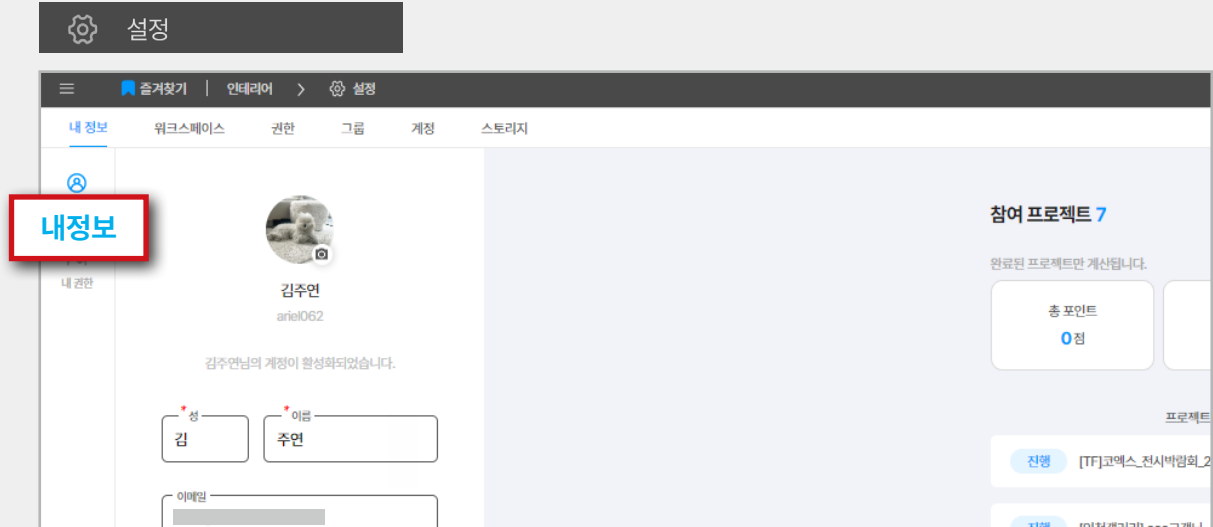 설정
즐겨찾기 | 인테리어 > 설정
내 정보 워크스페이스 권한 그룹 계정 스토리지
내정보
내 권한
김주연
ariel062
김주연님의 계정이 활성화되었습니다.
* 성
김
* 이름
주연
이메일
참여 프로젝트 7
완료된 프로젝트만 계산됩니다.
총 포인트
0점
프로젝트
진행 [TF]코엑스_전시박람회_2
진행